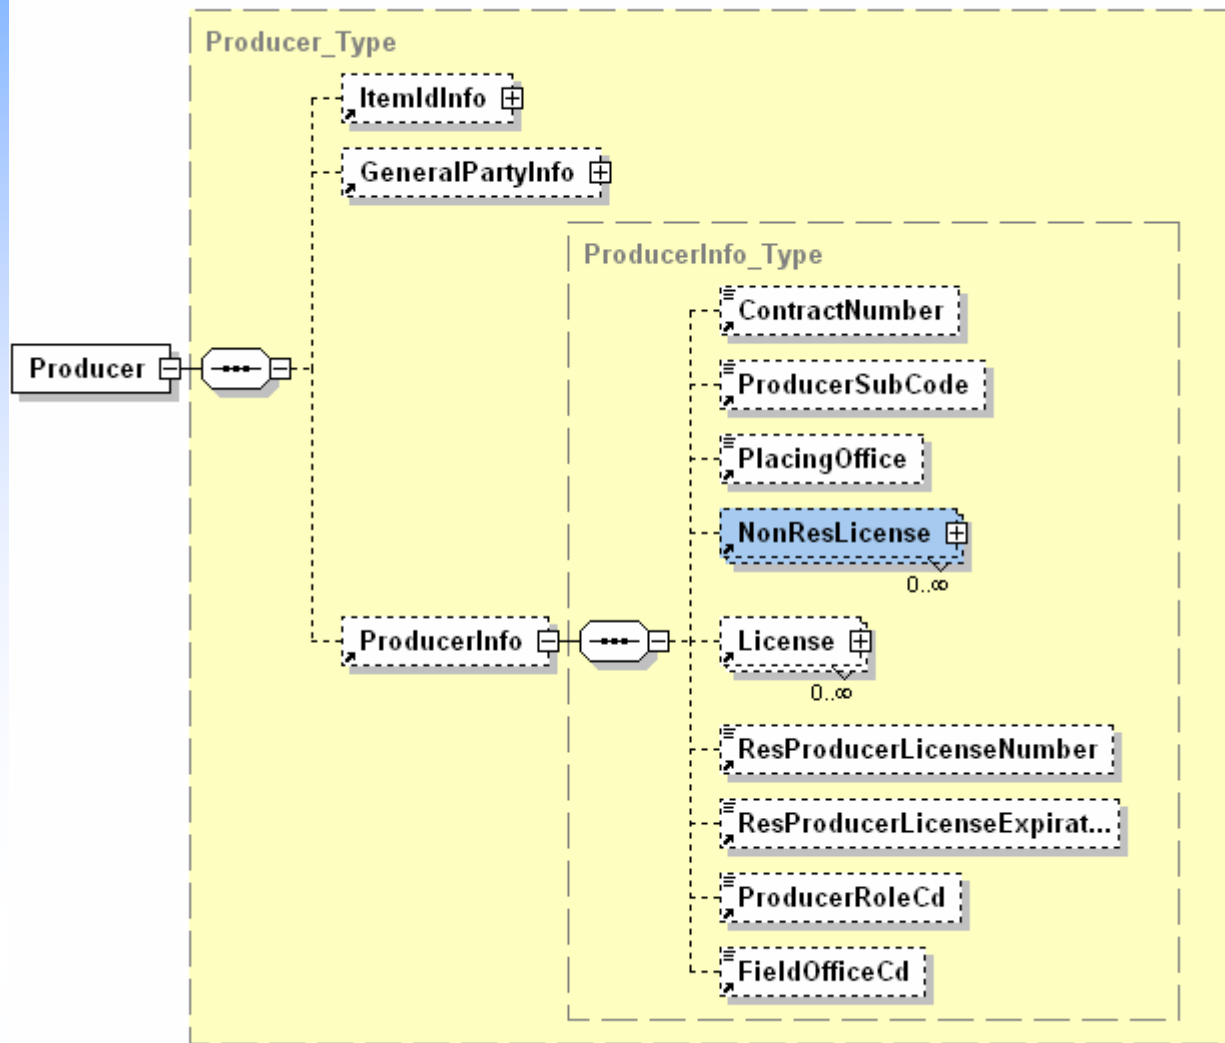 Producer_Type
ItemIdInfo
GeneralPartyInfo
ProducerInfo_Type
ContractNumber
Producer
ProducerSubCode
PlacingOffice
NonResLicense
0..∞
ProducerInfo
License
0..∞
ResProducerLicenseNumber
ResProducerLicenseExpirat...
ProducerRoleCd
FieldOfficeCd